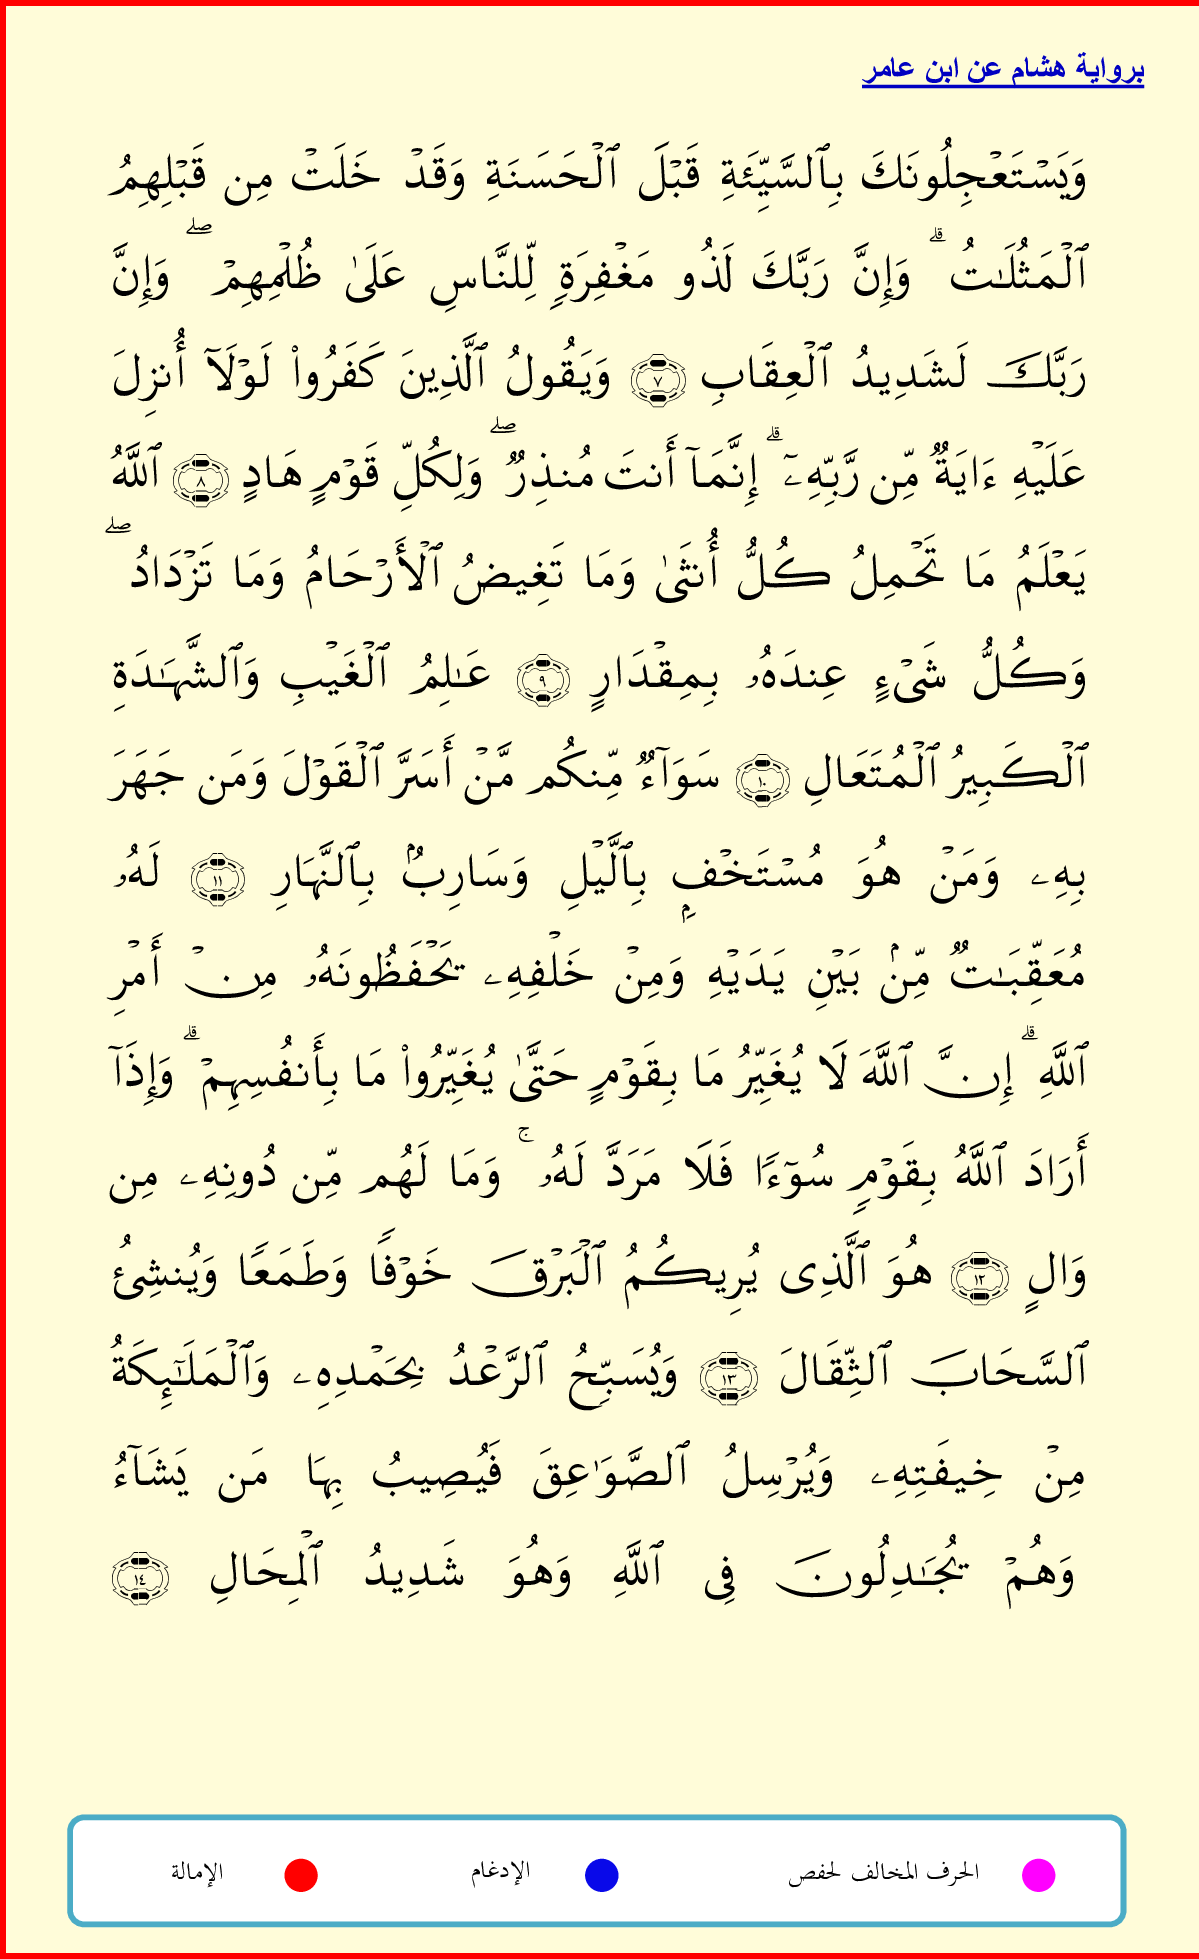 برواية هشام عن ابن عامر
وَيَسۡتَعۡجِلُونَكَ بِٱلسَّيِّئَةِ قَبۡلَ ٱلۡحَسَنَةِ وَقَدۡ خَلَتۡ مِن قَبۡلِهِمُ
ٱلۡمَثُلَٰتُۗ وَإِنَّ رَبَّكَ لَذُو مَغۡفِرَةٖ لِّلنَّاسِ عَلَىٰ ظُلۡمِهِمۡۖ وَإِنَّ
رَبَّكَ لَشَدِيدُ ٱلۡعِقَابِ ٧ وَيَقُولُ ٱلَّذِينَ كَفَرُواْ لَوۡلَآ أُنزِلَ
عَلَيۡهِ ءَايَةٞ مِّن رَّبِّهِۦٓۗ إِنَّمَآ أَنتَ مُنذِرٞۖ وَلِكُلِّ قَوۡمٍ هَادٍ ٨ ٱللَّهُ
يَعۡلَمُ مَا تَحۡمِلُ كُلُّ أُنثَىٰ وَمَا تَغِيضُ ٱلۡأَرۡحَامُ وَمَا تَزۡدَادُۖ
وَكُلُّ شَيۡءٍ عِندَهُۥ بِمِقۡدَارٍ ٩ عَٰلِمُ ٱلۡغَيۡبِ وَٱلشَّهَٰدَةِ
ٱلۡكَبِيرُ ٱلۡمُتَعَالِ ١٠ سَوَآءٞ مِّنكُم مَّنۡ أَسَرَّ ٱلۡقَوۡلَ وَمَن جَهَرَ
بِهِۦ وَمَنۡ هُوَ مُسۡتَخۡفِۭ بِٱلَّيۡلِ وَسَارِبُۢ بِٱلنَّهَارِ ١١ لَهُۥ
مُعَقِّبَٰتٞ مِّنۢ بَيۡنِ يَدَيۡهِ وَمِنۡ خَلۡفِهِۦ يَحۡفَظُونَهُۥ مِنۡ أَمۡرِ
ٱللَّهِۗ إِنَّ ٱللَّهَ لَا يُغَيِّرُ مَا بِقَوۡمٍ حَتَّىٰ يُغَيِّرُواْ مَا بِأَنفُسِهِمۡۗ وَإِذَآ
أَرَادَ ٱللَّهُ بِقَوۡمٖ سُوٓءٗا فَلَا مَرَدَّ لَهُۥۚ وَمَا لَهُم مِّن دُونِهِۦ مِن
وَالٍ ١٢ هُوَ ٱلَّذِي يُرِيكُمُ ٱلۡبَرۡقَ خَوۡفٗا وَطَمَعٗا وَيُنشِئُ
ٱلسَّحَابَ ٱلثِّقَالَ ١٣ وَيُسَبِّحُ ٱلرَّعۡدُ بِحَمۡدِهِۦ وَٱلۡمَلَٰٓئِكَةُ
مِنۡ خِيفَتِهِۦ وَيُرۡسِلُ ٱلصَّوَٰعِقَ فَيُصِيبُ بِهَا مَن يَشَآءُ
وَهُمۡ يُجَٰدِلُونَ فِي ٱللَّهِ وَهُوَ شَدِيدُ ٱلۡمِحَالِ ١٤
الحرف المخالف لحفص الإدغام الإمالة